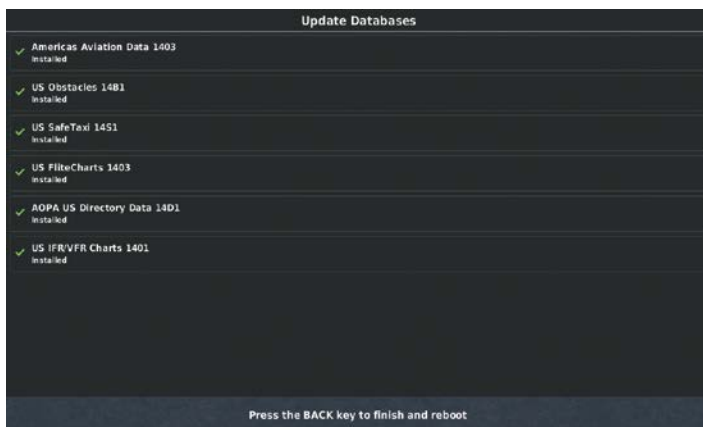 Update Databases
Americas Aviation Data 1403
Installed
US Obstacles 14B1
Installed
US SafeTaxi 14S1
Installed
US FliteCharts 1403
Installed
AOPA US Directory Data 14D1
Installed
US IFR/VFR Charts 1401
Installed
Press the BACK key to finish and reboot